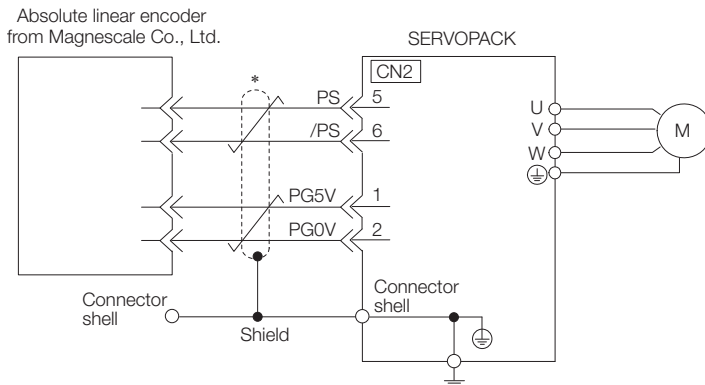 Absolute linear encoder
from Magnescale Co., Ltd.
SERVOPACK
CN2
*
PS 5
/PS 6
PG5V 1
PG0V 2
U
V
W
M
Connector
shell
Shield
Connector
shell